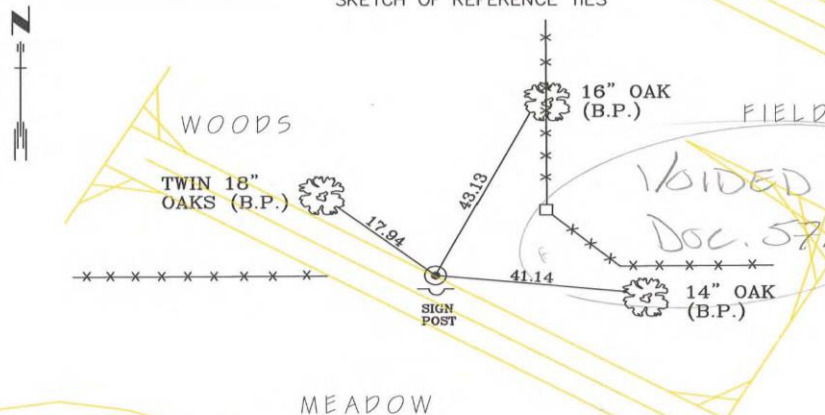 SKETCH OF REFERENCE TIES
N
16" OAK
(B.P.)
FIELD
WOODS
VOIDED
TWIN 18"
OAKS (B.P.)
43.13
17.94
DOC. 57
41.14
14" OAK
(B.P.)
SIGN
POST
MEADOW